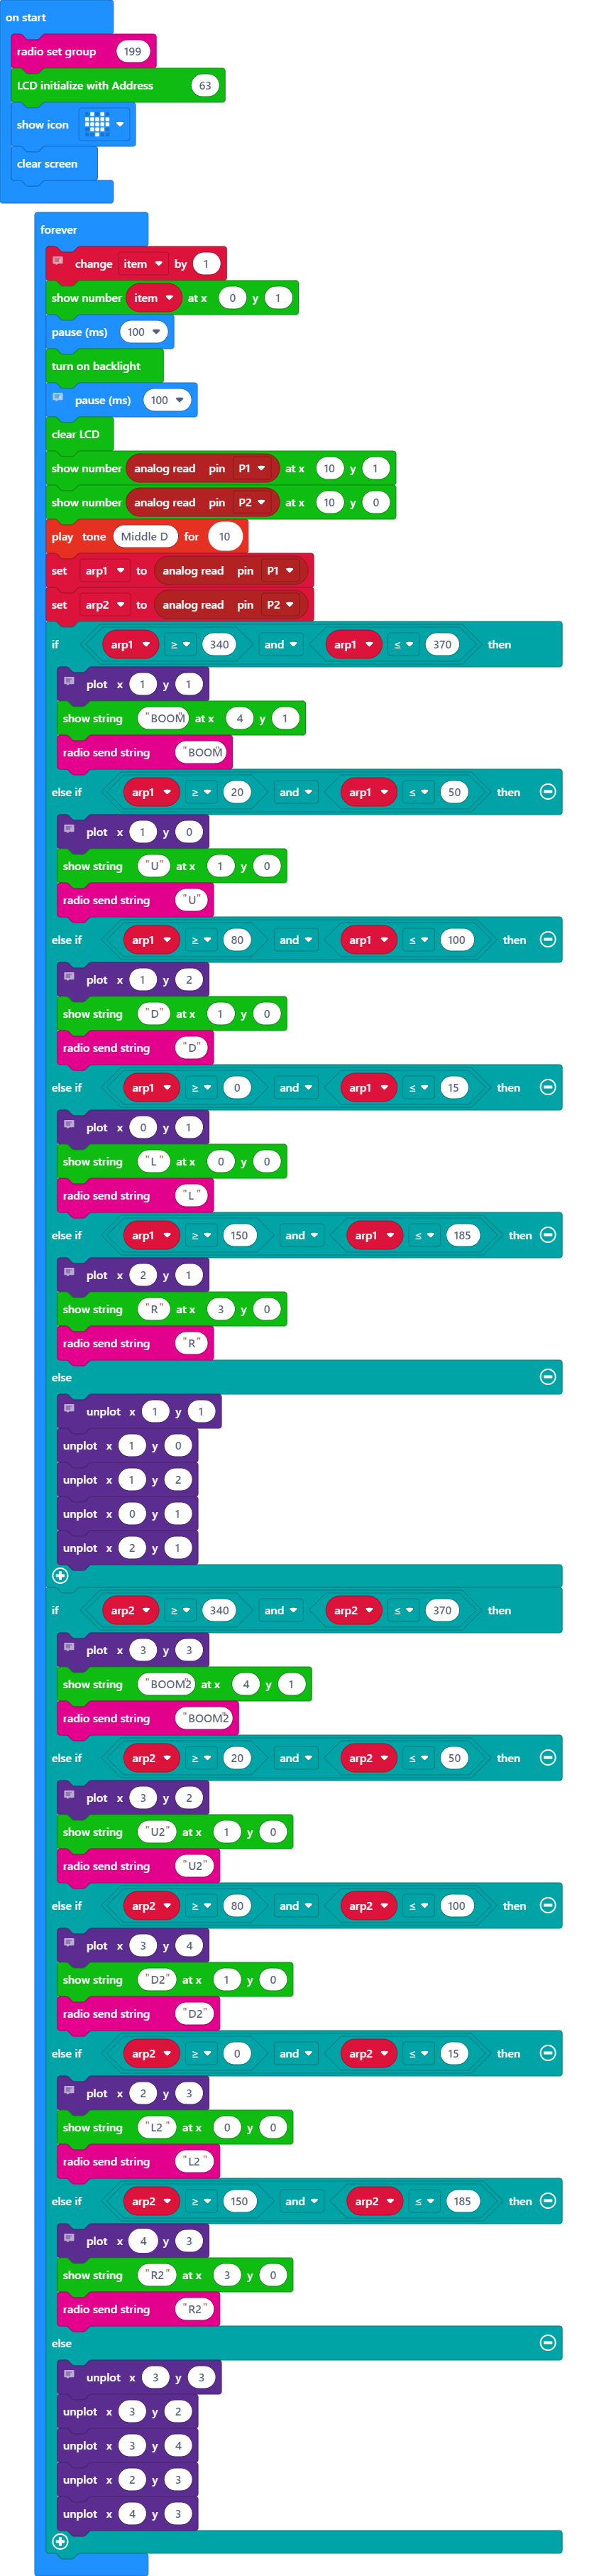 on start
radio set group 199
LCD initialize with Address 63
show icon
clear screen
forever
change item by 1
show number item at x 0 y 1
pause (ms) 100
turn on backlight
pause (ms) 100
clear LCD
show number analog read pin P1 at x 10 y 1
show number analog read pin P2 at x 10 y 0
play tone Middle D for 10
set arp1 to analog read pin P1
set arp2 to analog read pin P2
if arp1 ≥ 340 and arp1 ≤ 370 then
plot x 1 y 1
show string "BOOM" at x 4 y 1
radio send string "BOOM"
else if arp1 ≥ 20 and arp1 ≤ 50 then
plot x 1 y 0
show string "U" at x 1 y 0
radio send string "U"
else if arp1 ≥ 80 and arp1 ≤ 100 then
plot x 1 y 2
show string "D" at x 1 y 0
radio send string "D"
else if arp1 ≥ 0 and arp1 ≤ 15 then
plot x 0 y 1
show string "L" at x 0 y 0
radio send string "L"
else if arp1 ≥ 150 and arp1 ≤ 185 then
plot x 2 y 1
show string "R" at x 3 y 0
radio send string "R"
else
unplot x 1 y 1
unplot x 1 y 0
unplot x 1 y 2
unplot x 0 y 1
unplot x 2 y 1
if arp2 ≥ 340 and arp2 ≤ 370 then
plot x 3 y 3
show string "BOOM2" at x 4 y 1
radio send string "BOOM2"
else if arp2 ≥ 20 and arp2 ≤ 50 then
plot x 3 y 2
show string "U2" at x 1 y 0
radio send string "U2"
else if arp2 ≥ 80 and arp2 ≤ 100 then
plot x 3 y 4
show string "D2" at x 1 y 0
radio send string "D2"
else if arp2 ≥ 0 and arp2 ≤ 15 then
plot x 2 y 3
show string "L2" at x 0 y 0
radio send string "L2"
else if arp2 ≥ 150 and arp2 ≤ 185 then
plot x 4 y 3
show string "R2" at x 3 y 0
radio send string "R2"
else
unplot x 3 y 3
unplot x 3 y 2
unplot x 3 y 4
unplot x 2 y 3
unplot x 4 y 3